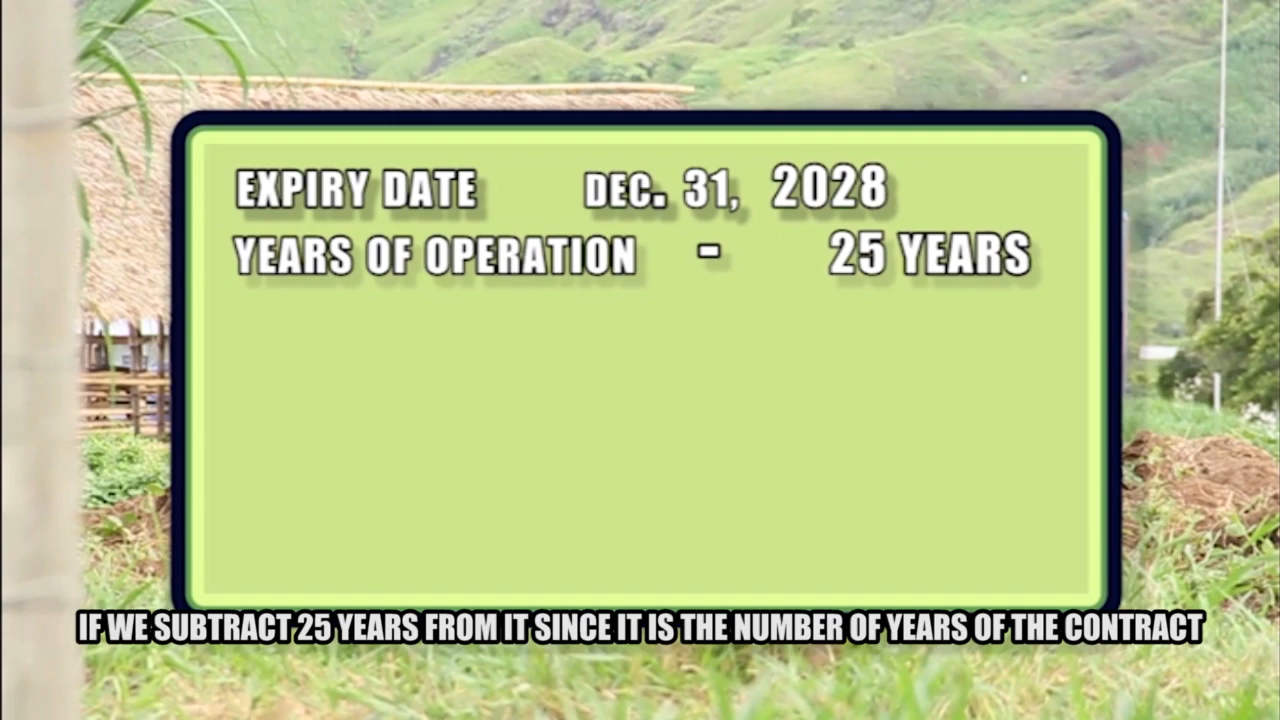 EXPIRY DATE DEC. 31, 2028
YEARS OF OPERATION - 25 YEARS
IF WE SUBTRACT 25 YEARS FROM IT SINCE IT IS THE NUMBER OF YEARS OF THE CONTRACT